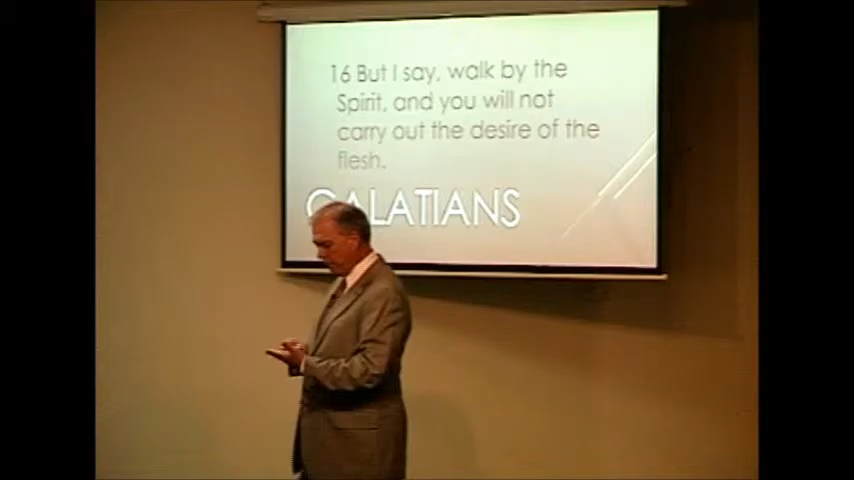 16 But I say, walk by the
Spirit, and you will not
carry out the desire of the
flesh.
GALATIANS